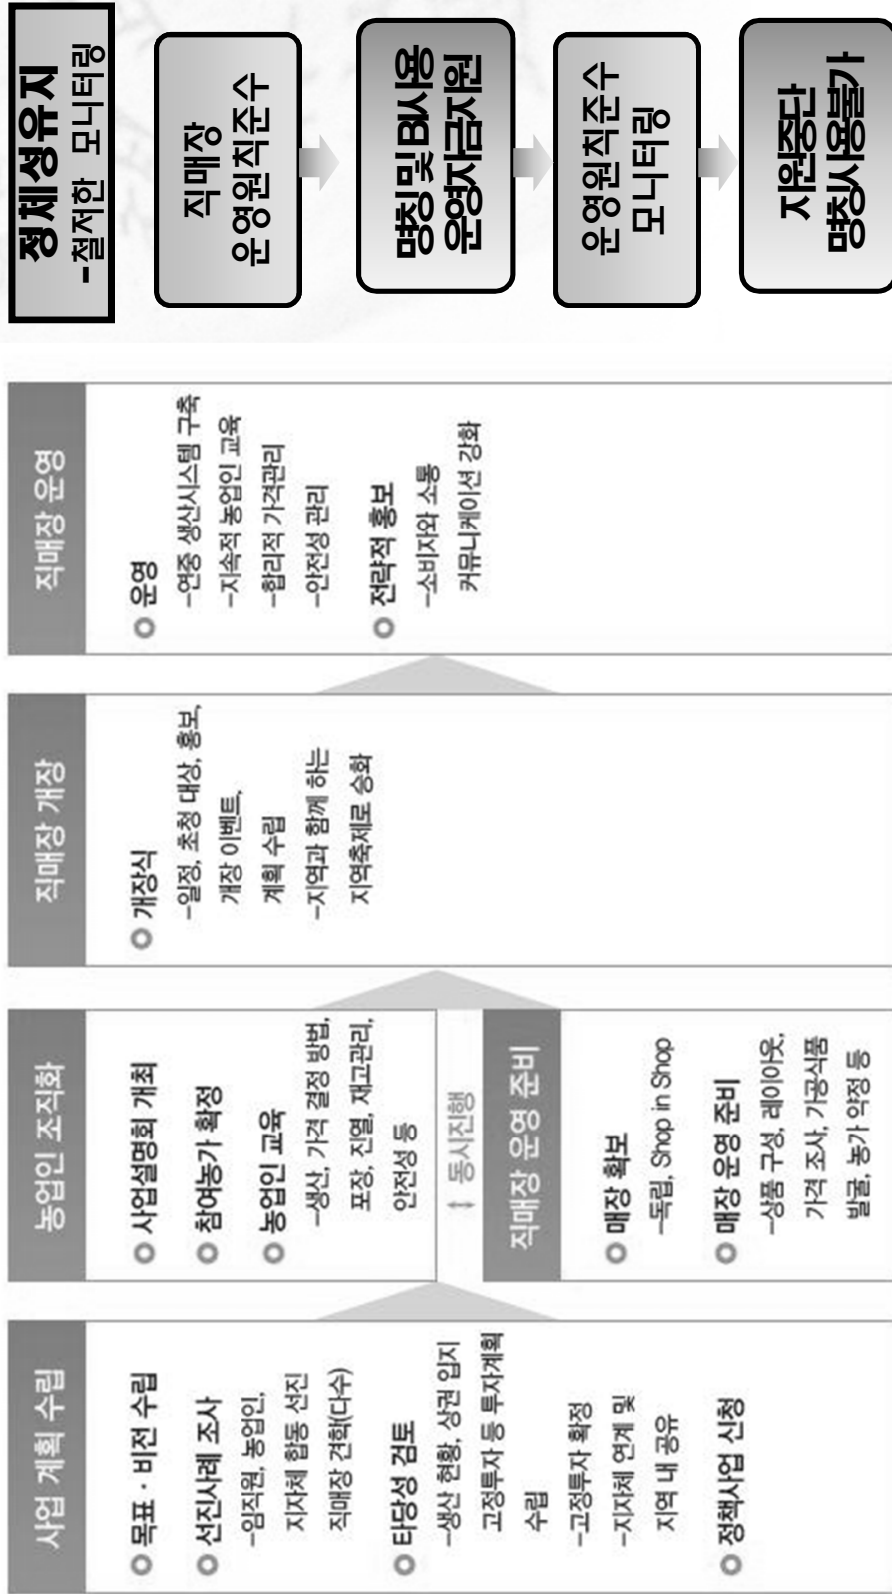 사업 계획 수립
○ 목표 · 비전 수립
○ 선진사례 조사
-임직원, 농업인,
지자체 합동 선진
직매장 견학(다수)
○ 타당성 검토
-생산 현황, 상권 입지
고정투자 등 투자계획
수립
-고정투자 확정
-지자체 연계 및
지역 내 공유
○ 정책사업 신청
농업인 조직화
○ 사업설명회 개최
○ 참여농가 확정
○ 농업인 교육
-생산, 가격 결정 방법,
포장, 진열, 재고관리,
안전성 등
↕ 동시진행
직매장 운영 준비
○ 매장 확보
-독립, Shop in Shop
○ 매장 운영 준비
-상품 구성, 레이아웃,
가격 조사, 가공식품
발굴, 농가 약정 등
직매장 개장
○ 개장식
-일정, 초청 대상, 홍보,
개장 이벤트,
계획 수립
-지역과 함께 하는
지역축제로 승화
직매장 운영
○ 운영
-연중 생산시스템 구축
-지속적 농업인 교육
-합리적 가격관리
-안전성 관리
○ 전략적 홍보
-소비자와 소통
커뮤니케이션 강화
정체성유지
-철저한 모니터링
직매장
운영원칙준수
명칭 및 BI사용
운영자금지원
운영원칙준수
모니터링
지원중단
명칭사용불가